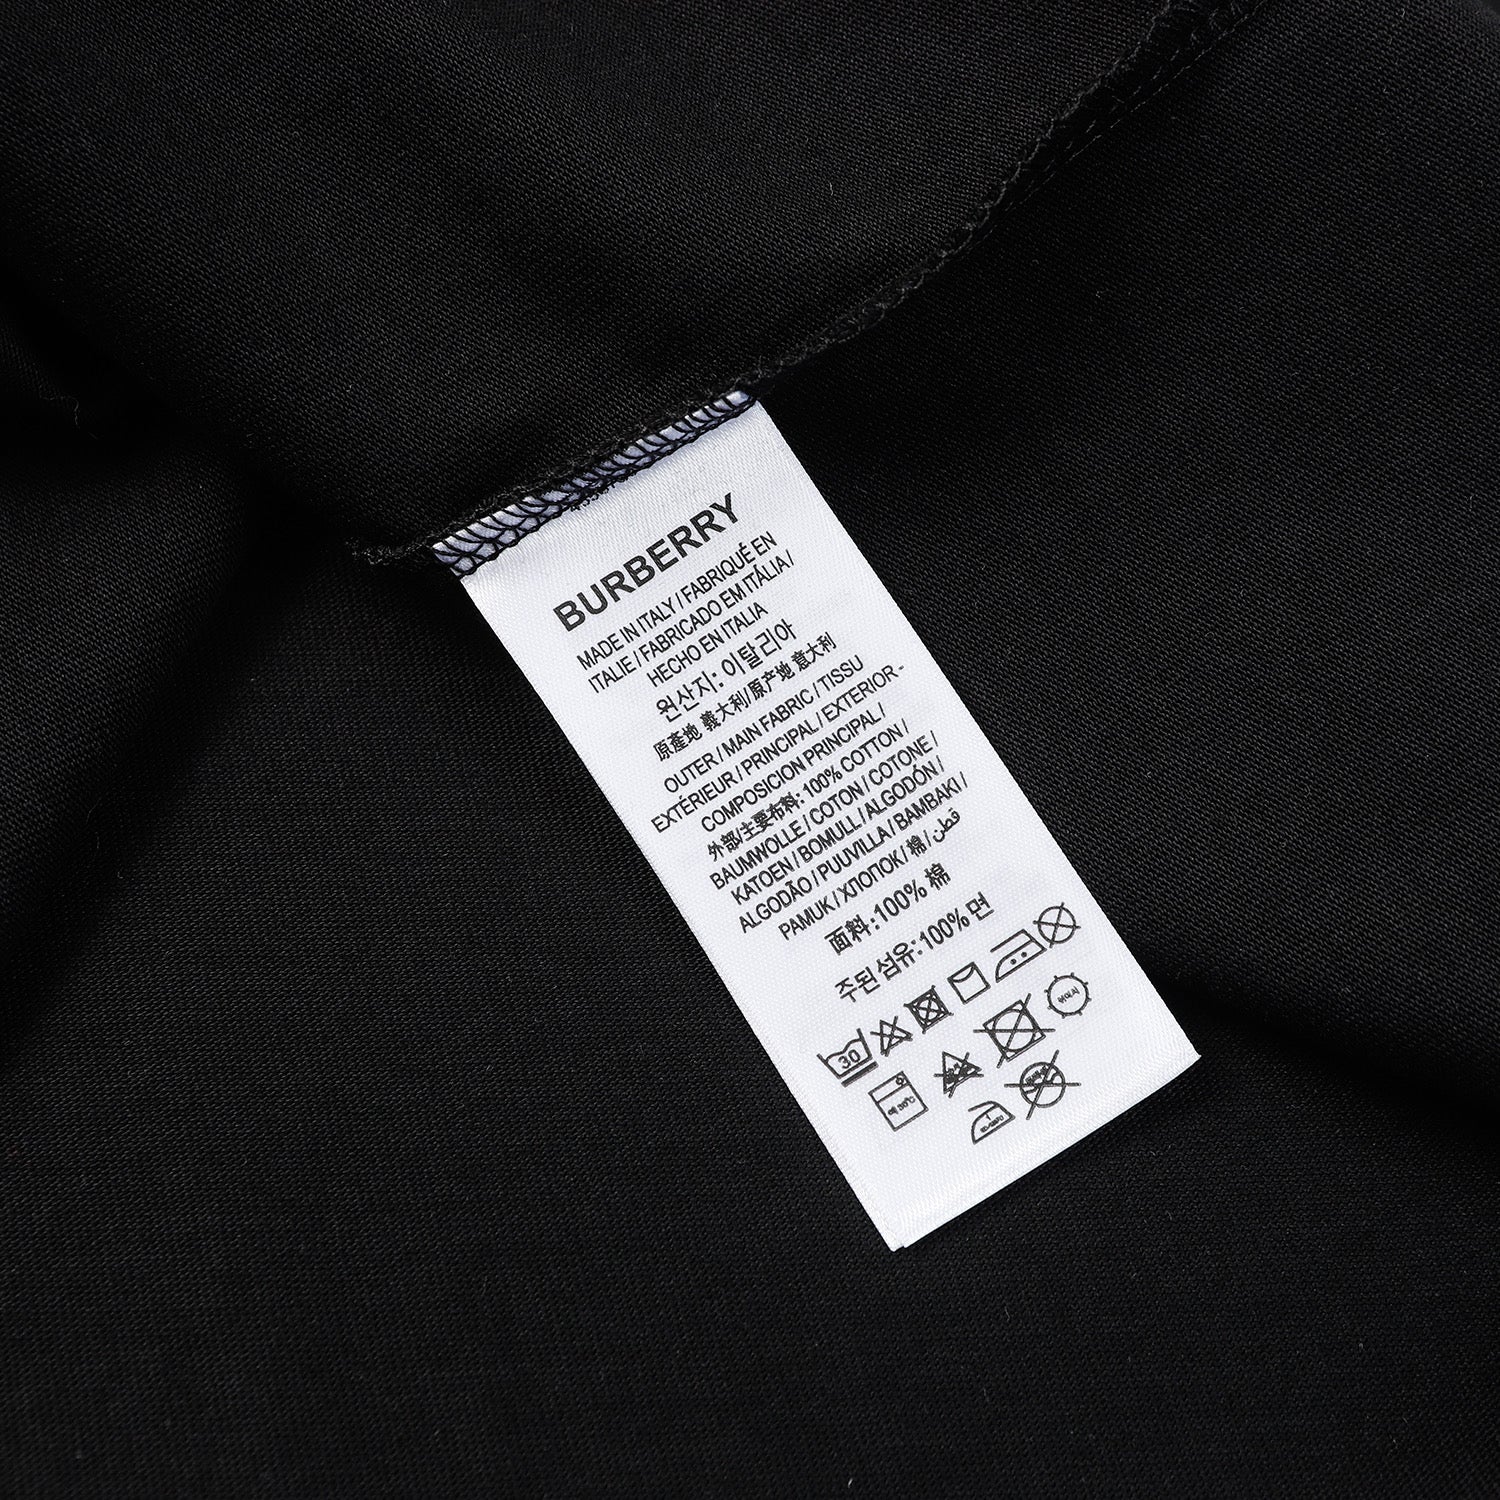 BURBERRY
MADE IN ITALY / FABRIQUÉ EN
ITALIE / FABRICADO EM ITÁLIA /
HECHO EN ITALIA
원산지: 이탈리아
原產地 義大利/原产地 意大利
OUTER / MAIN FABRIC / TISSU
EXTÉRIEUR / PRINCIPAL / EXTERIOR -
COMPOSICION PRINCIPAL /
外部/主要布料: 100% COTTON /
BAUMWOLLE / COTON / COTONE /
KATOEN / BOMULL / ALGODÓN /
ALGODÃO / PUUVILLA / BAMBAKI /
PAMUK / ХЛОПОК / 棉 / قطن
面料:100% 棉
주된 섬유:100% 면
30